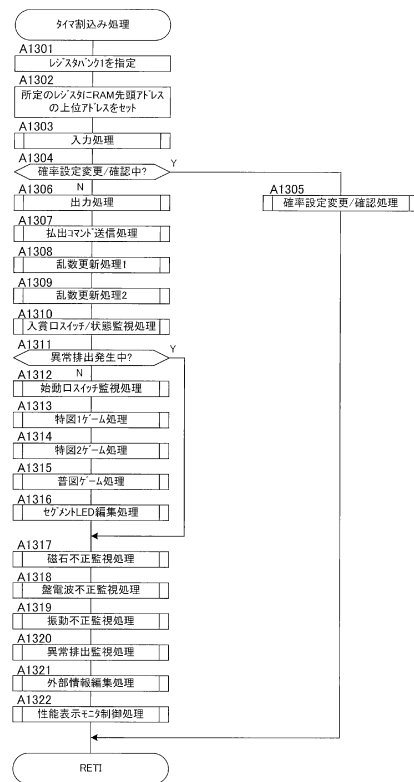 タイマ割込み処理
A1301
レジスタバンク1を指定
A1302
所定のレジスタにRAM先頭アドレス
の上位アドレスをセット
A1303
入力処理
A1304
確率設定変更/確認中?
Y
N
A1305
確率設定変更/確認処理
A1306
出力処理
A1307
払出コマンド送信処理
A1308
乱数更新処理1
A1309
乱数更新処理2
A1310
入賞口スイッチ/状態監視処理
A1311
異常排出発生中?
Y
N
A1312
始動口スイッチ監視処理
A1313
特図1ゲーム処理
A1314
特図2ゲーム処理
A1315
普図ゲーム処理
A1316
セグメントLED編集処理
A1317
磁石不正監視処理
A1318
盤電波不正監視処理
A1319
振動不正監視処理
A1320
異常排出監視処理
A1321
外部情報編集処理
A1322
性能表示モニタ制御処理
RETI